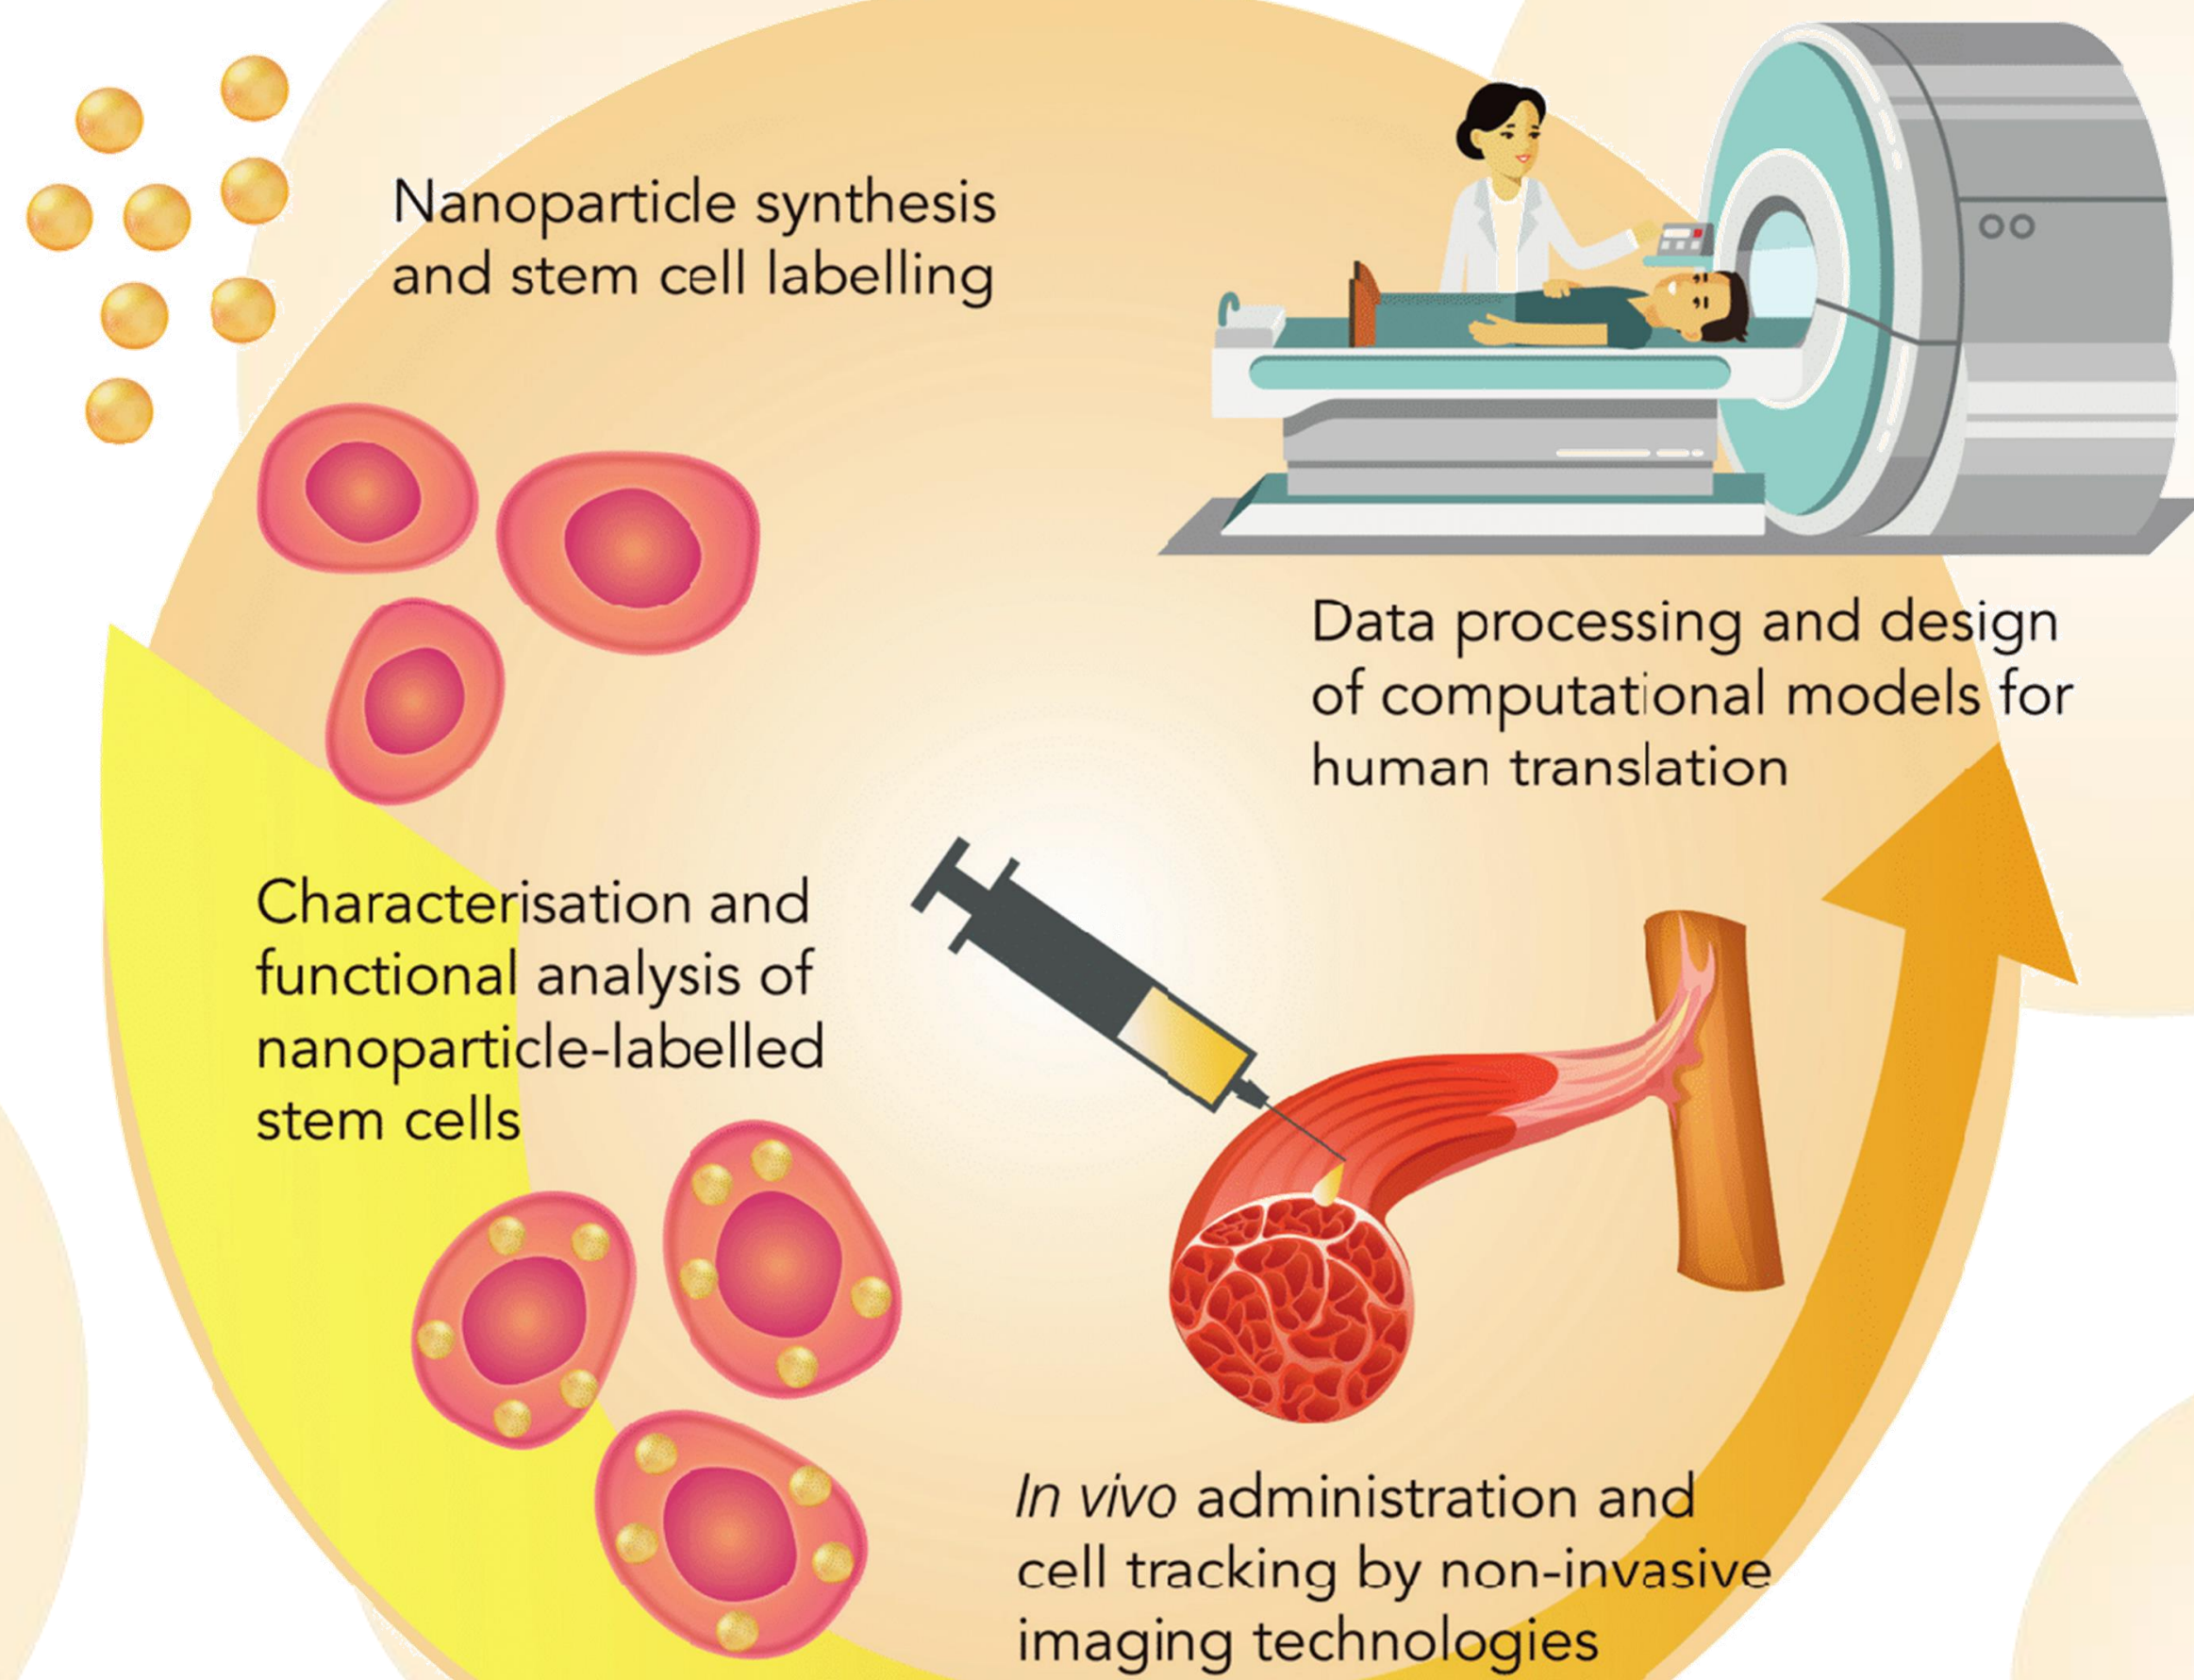 Nanoparticle synthesis
and stem cell labelling
Characterisation and
functional analysis of
nanoparticle-labelled
stem cells
In vivo administration and
cell tracking by non-invasive
imaging technologies
Data processing and design
of computational models for
human translation